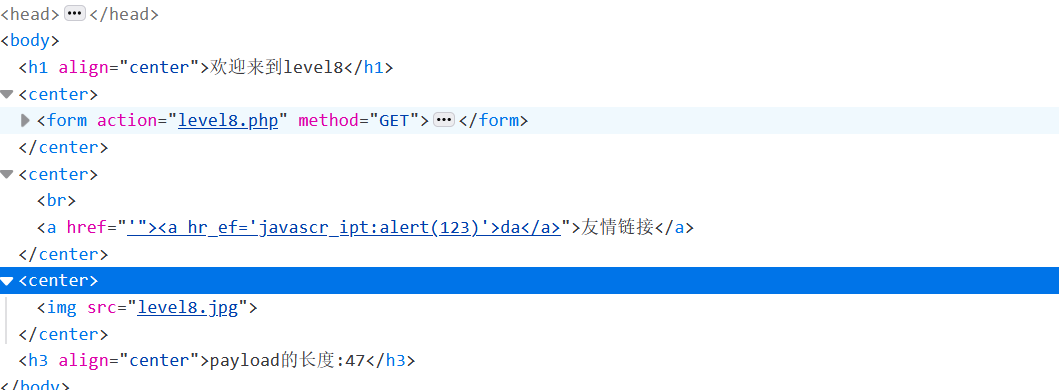 <head>•••</head>
<body>
<h1 align="center">欢迎来到level8</h1>
<center>
<form action="level8.php" method="GET">•••</form>
</center>
<center>
<br>
<a href="'"><a hr_ef='javascr_ipt:alert(123)'>da</a>">友情链接</a>
</center>
<center>
<img src="level8.jpg">
</center>
<h3 align="center">payload的长度:47</h3>
</body>